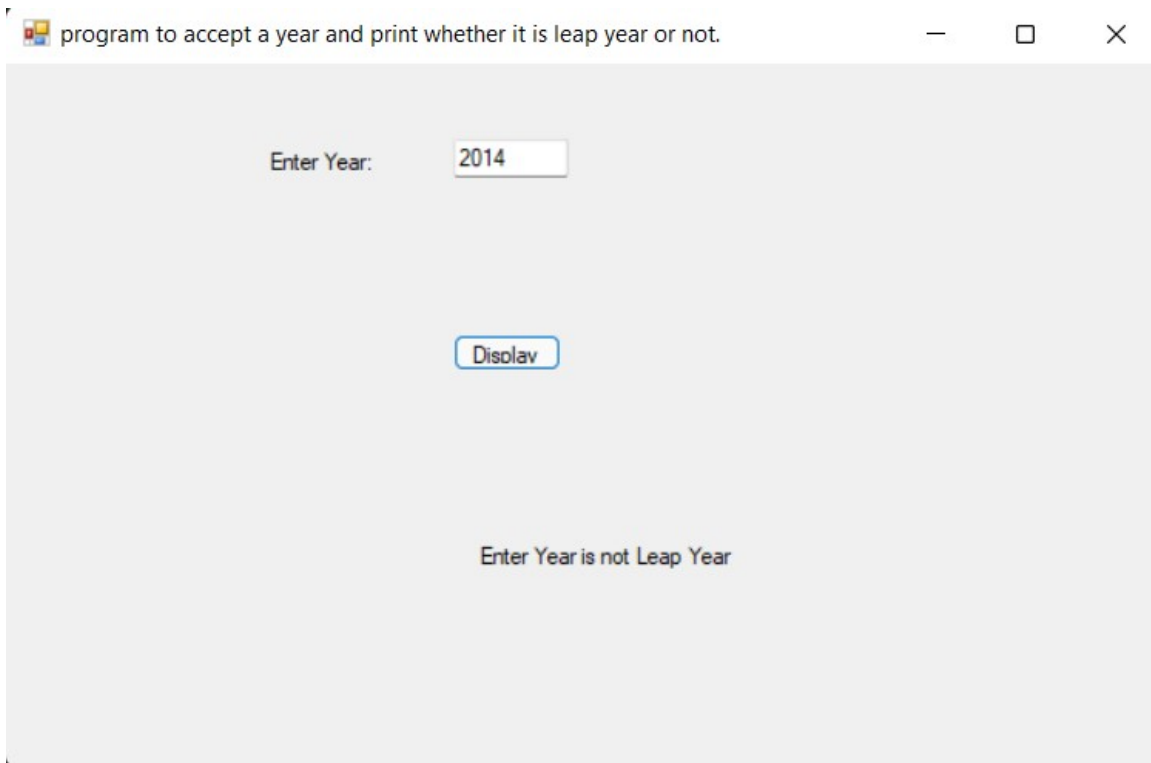 program to accept a year and print whether it is leap year or not.
Enter Year:
2014
Display
Enter Year is not Leap Year